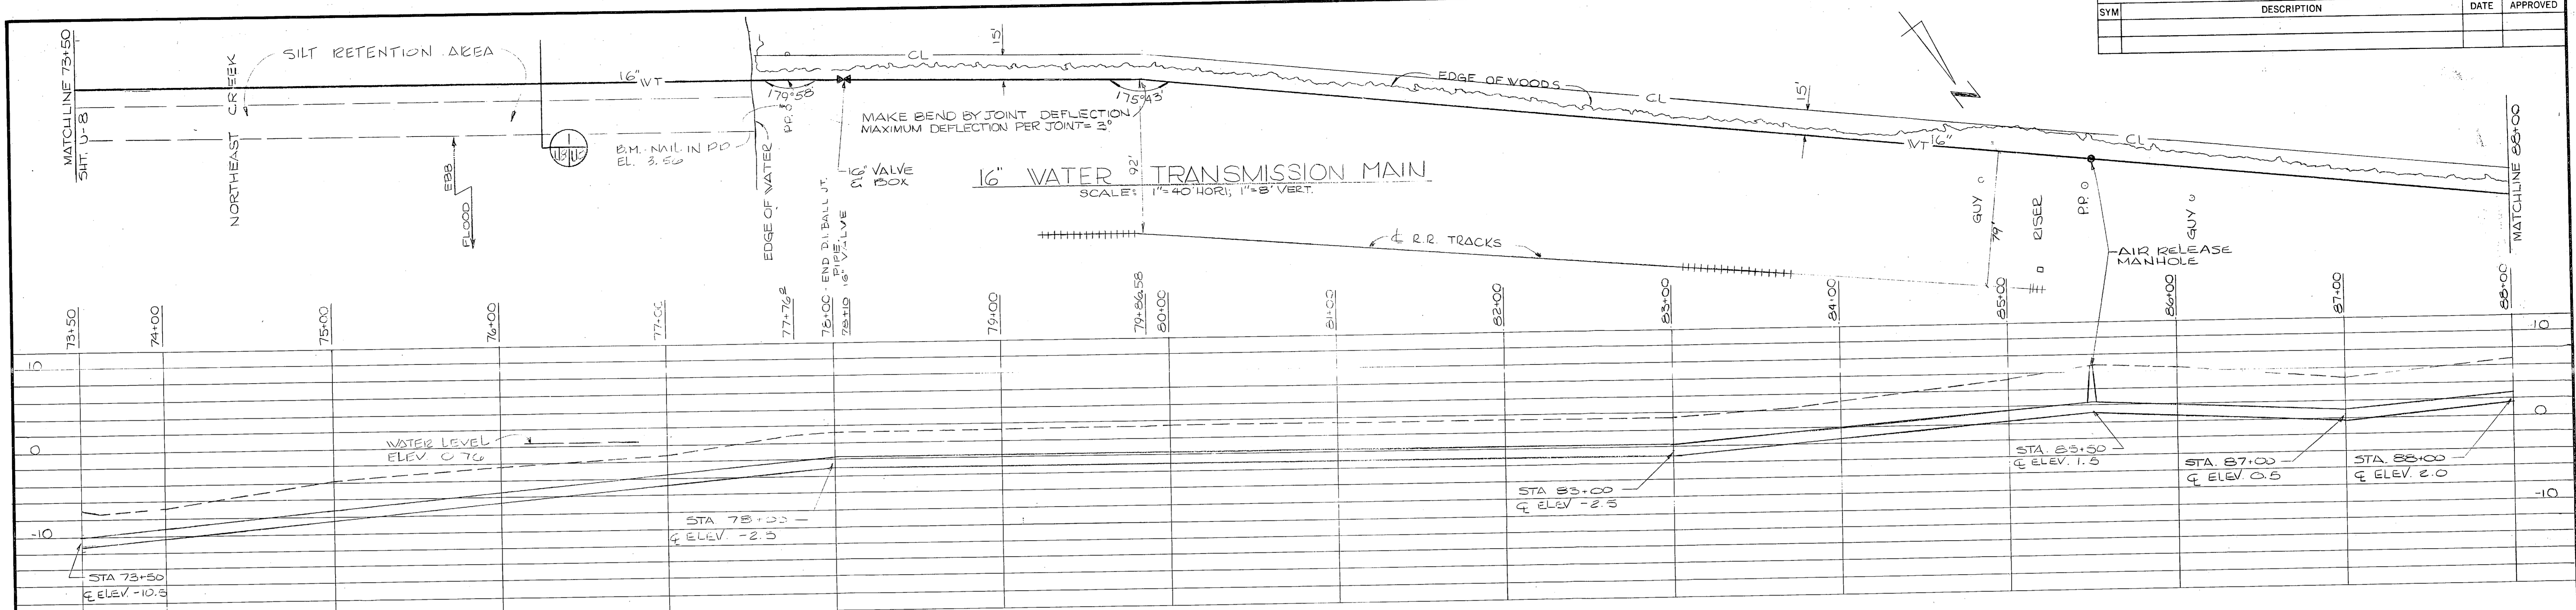 SYM DESCRIPTION DATE APPROVED
MATCHLINE 73+50
SHT. U-8
NORTHEAST CREEK
SILT RETENTION AREA
EBB
FLOOD
16" WT
B.M. NAIL IN
EL. 3.56
EDGE OF WATER
P.P.
179°58'
16" VALVE
& BOX
CL
15'
MAKE BEND BY JOINT DEFLECTION
MAXIMUM DEFLECTION PER JOINT = 3°
175°43'
92'
16" WATER TRANSMISSION MAIN
SCALE: 1"=40' HORI; 1"=8' VERT.
EDGE OF WOODS
CL
15'
WT 16"
CL
℄ R.R. TRACKS
GUY
79'
RISER
P.P.
GUY
AIR RELEASE
MANHOLE
MATCHLINE 88+00
73+50
74+00
75+00
76+00
77+00
77+76
78+00 - END D.I. BALL JT.
PIPE.
78+10 16" VALVE
79+00
79+86.58
80+00
81+00
82+00
83+00
84+00
85+00
86+00
87+00
88+00
10
0
-10
10
0
-10
WATER LEVEL
ELEV 0.76
STA 73+50
℄ ELEV. -10.5
STA 78+00
℄ ELEV. -2.5
STA 83+00
℄ ELEV -2.5
STA. 85+50
℄ ELEV. 1.5
STA. 87+00
℄ ELEV. 0.5
STA. 88+00
℄ ELEV. 2.0